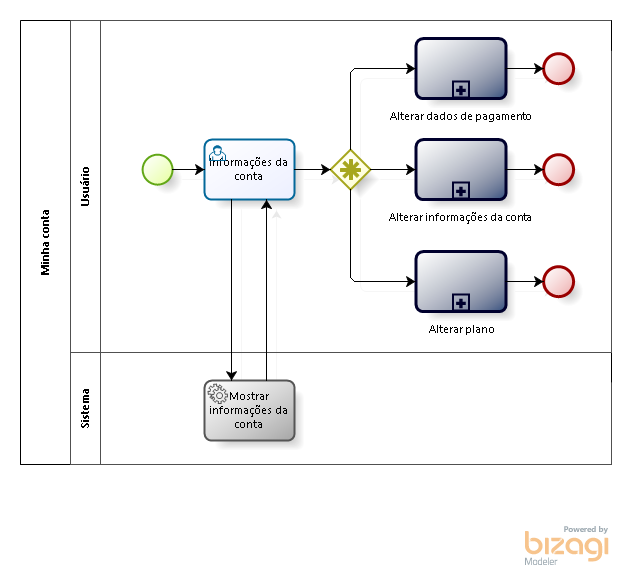 Minha conta
Usuário
Informações da
conta
Alterar dados de pagamento
Alterar informações da conta
Alterar plano
Sistema
Mostrar
informações da
conta
Powered by
bizagi
Modeler